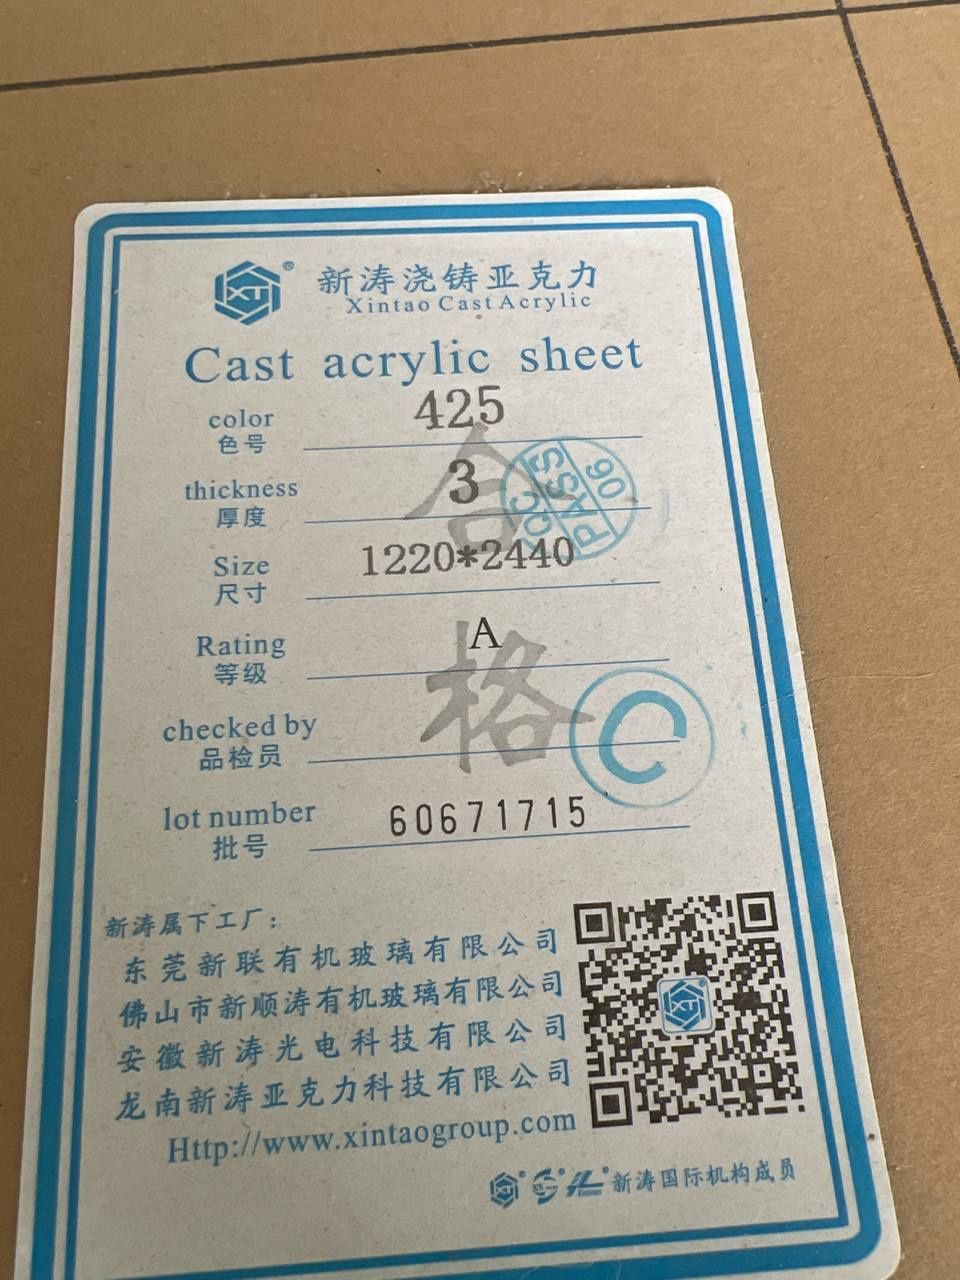 XT®
新涛浇铸亚克力
Xintao Cast Acrylic
Cast acrylic sheet
color 425
色号
thickness 3
厚度
QC PASS 06
Size 1220*2440
尺寸
Rating A
等级
合格
checked by C
品检员
lot number 60671715
批号
新涛属下工厂：
东莞新联有机玻璃有限公司
佛山市新顺涛有机玻璃有限公司
安徽新涛光电科技有限公司
龙南新涛亚克力科技有限公司
XT
Http://www.xintaogroup.com
新涛国际机构成员